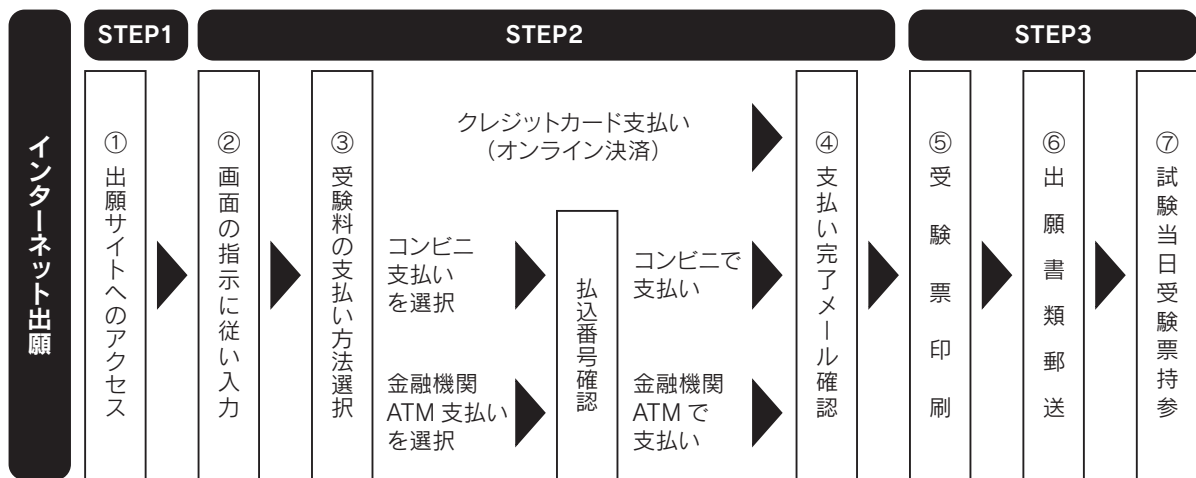 STEP1
STEP2
STEP3
インターネット出願
①出願サイトへのアクセス
②画面の指示に従い入力
③受験料の支払い方法選択
クレジットカード支払い
（オンライン決済）
コンビニ
支払い
を選択
金融機関
ATM 支払い
を選択
払込番号確認
コンビニで
支払い
金融機関
ATM で
支払い
④支払い完了メール確認
⑤受験票印刷
⑥出願書類郵送
⑦試験当日受験票持参